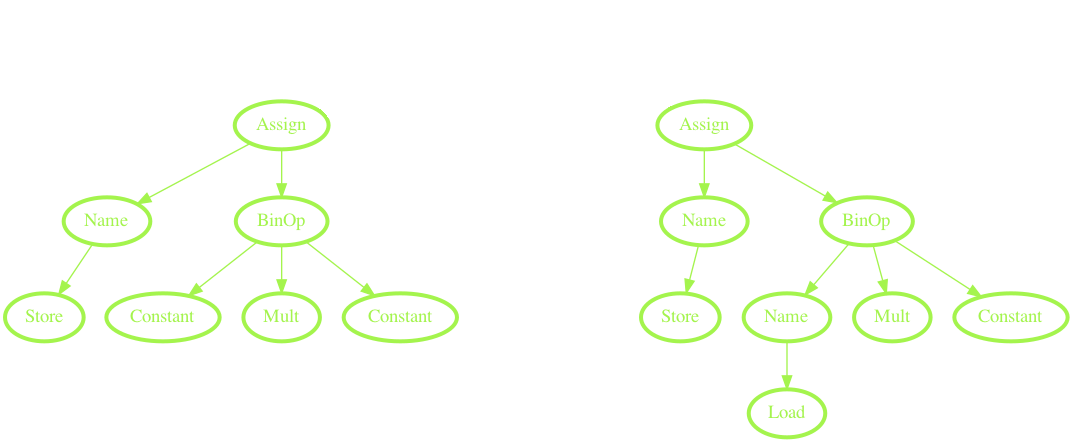 Assign Assign
Name BinOp Name BinOp
Store Constant Mult Constant Store Name Mult Constant
Load